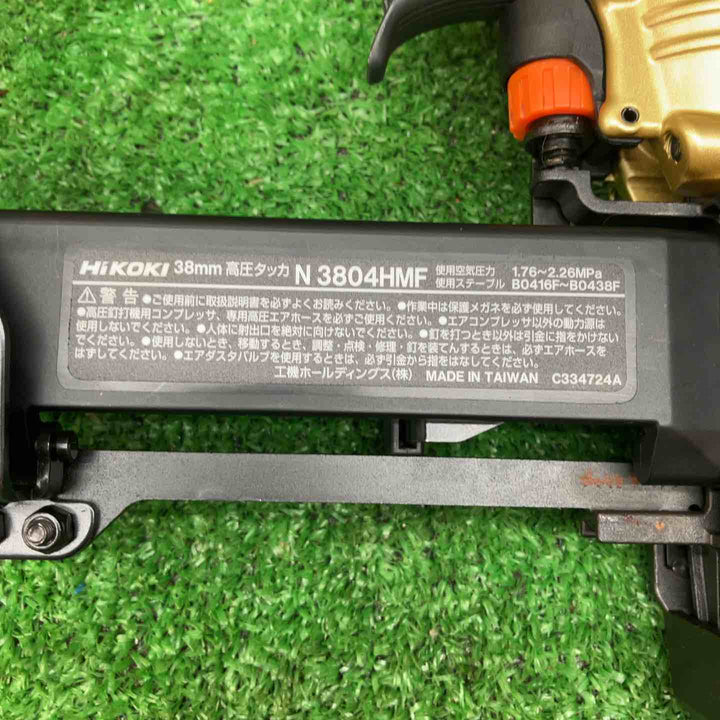 HiKOKI 38mm 高圧タッカ N 3804HMF 使用空気圧力 1.76~2.26MPa
使用ステープル B0416F~B0438F
⚠警告 ●ご使用前に取扱説明書を必ずよくお読みください。●作業中は保護メガネを必ず使用してください。
●高圧釘打機用コンプレッサ、専用高圧エアホースを必ずご使用ください。●エアコンプレッサ以外の動力源は
使用しないでください。●人体に射出口を絶対に向けないでください。●釘を打つとき以外は引金に指をかけない
でください。●使用しないとき、移動するとき、調整・点検・修理・釘を装てんするときは、必ずエアホースを
はずしてください。●エアダスタバルブを使用するときは、必ず引金から指をはなしてください。
工機ホールディングス(株) MADE IN TAIWAN C334724A